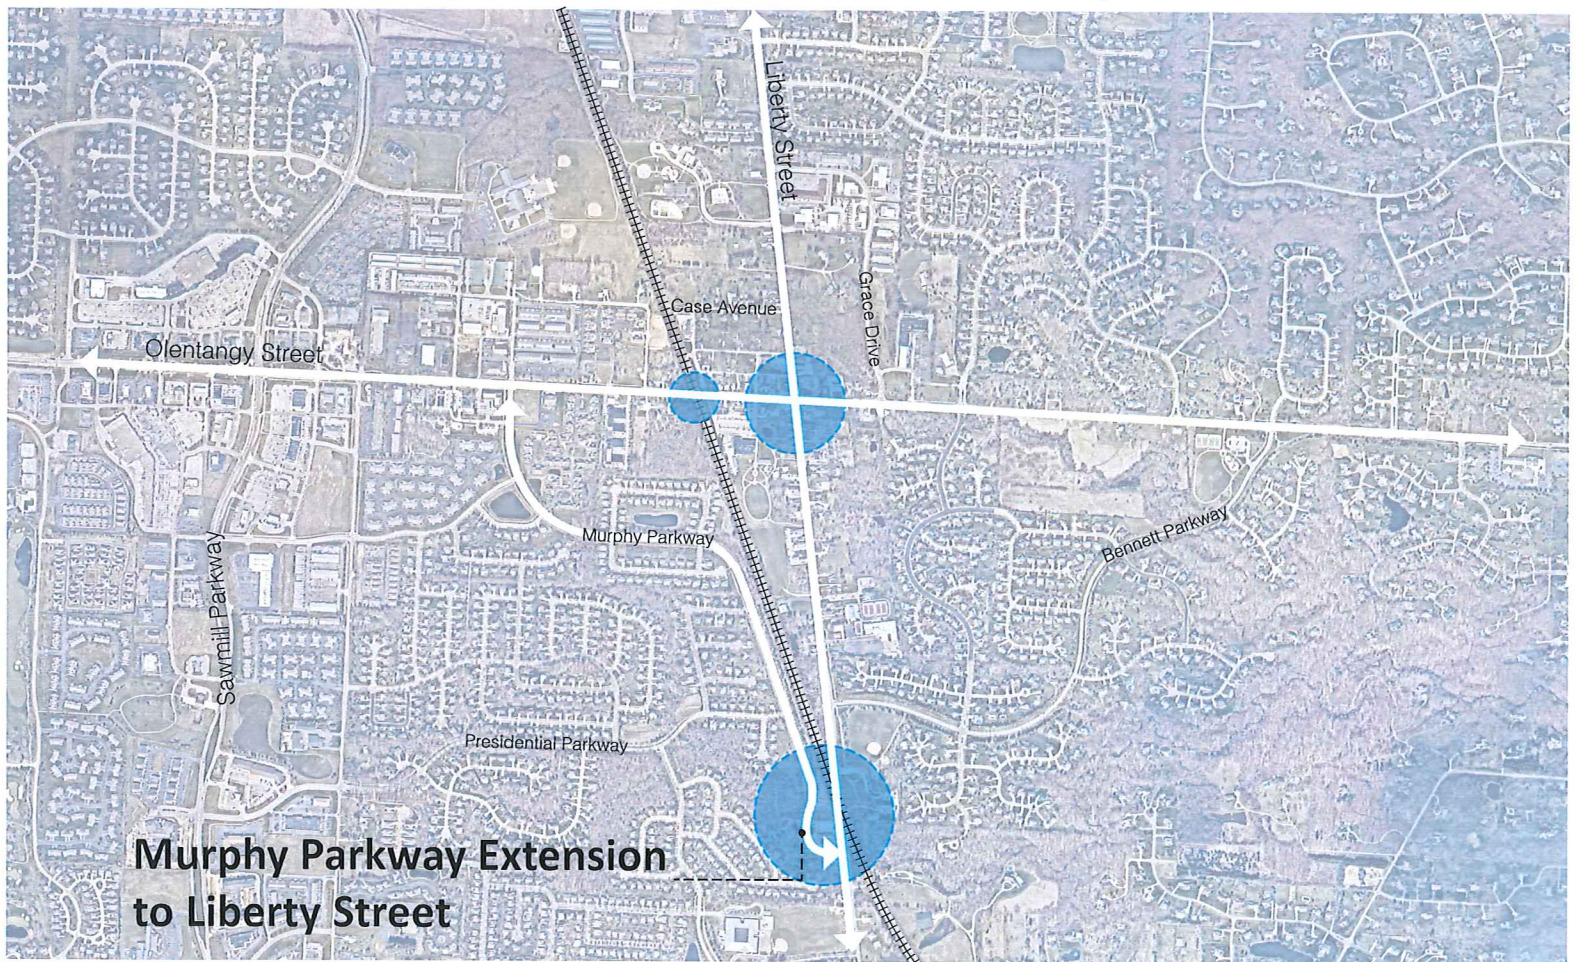 Liberty Street
Case Avenue
Grace Drive
Olentangy Street
Murphy Parkway
Bennett Parkway
Sawmill Parkway
Presidential Parkway
Murphy Parkway Extension
to Liberty Street